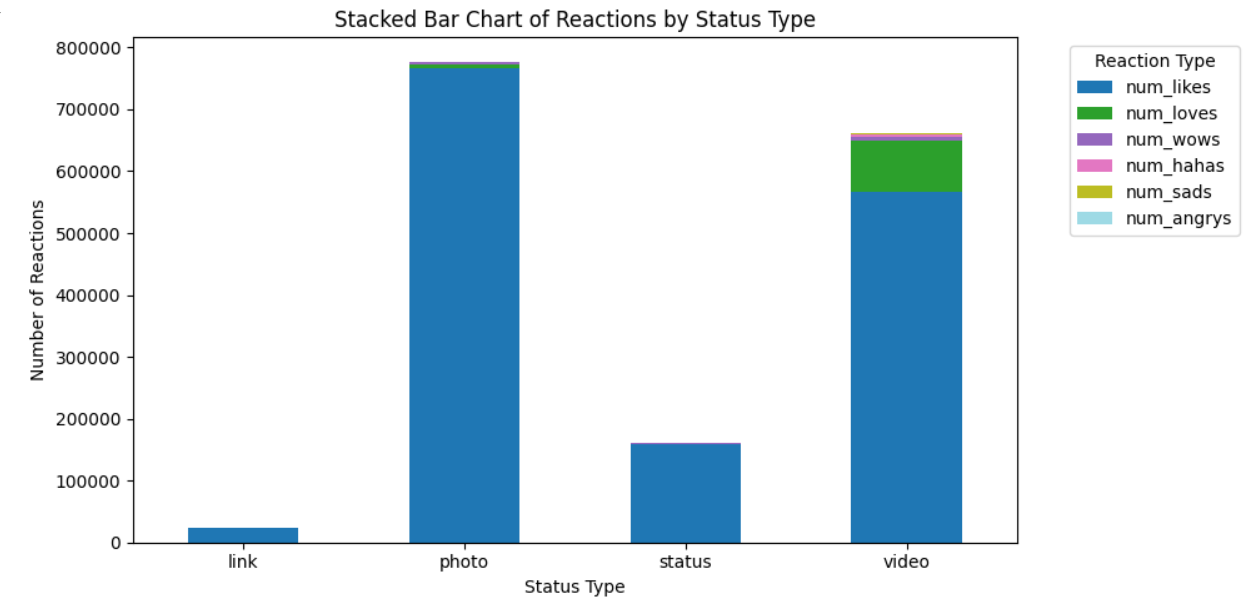 Stacked Bar Chart of Reactions by Status Type
Number of Reactions
800000
700000
600000
500000
400000
300000
200000
100000
0
link
photo
status
video
Status Type
Reaction Type
num_likes
num_loves
num_wows
num_hahas
num_sads
num_angrys